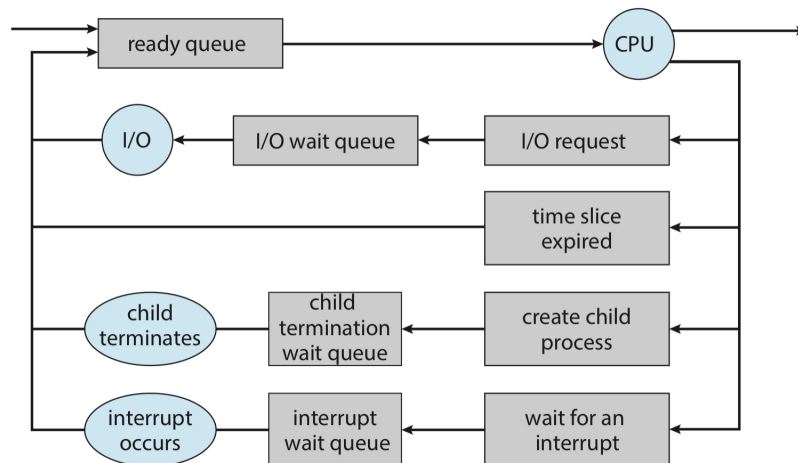 ready queue
CPU
I/O
I/O wait queue
I/O request
time slice
expired
child
terminates
child
termination
wait queue
create child
process
interrupt
occurs
interrupt
wait queue
wait for an
interrupt